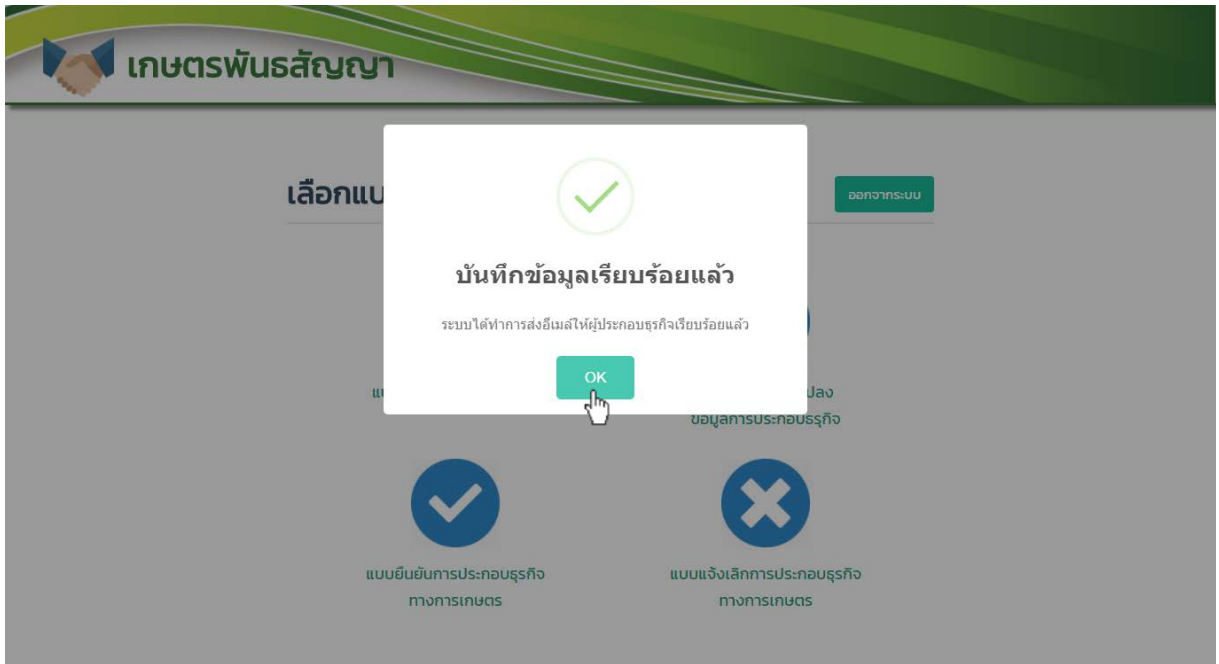 เกษตรพันธสัญญา
เลือกแบ
ออกจากระบบ
บันทึกข้อมูลเรียบร้อยแล้ว
ระบบได้ทำการส่งอีเมล์ให้ผู้ประกอบธุรกิจเรียบร้อยแล้ว
OK
ปลง
ข้อมูลการประกอบธุรกิจ
แบบยืนยันการประกอบธุรกิจ
ทางการเกษตร
แบบแจ้งเลิกการประกอบธุรกิจ
ทางการเกษตร